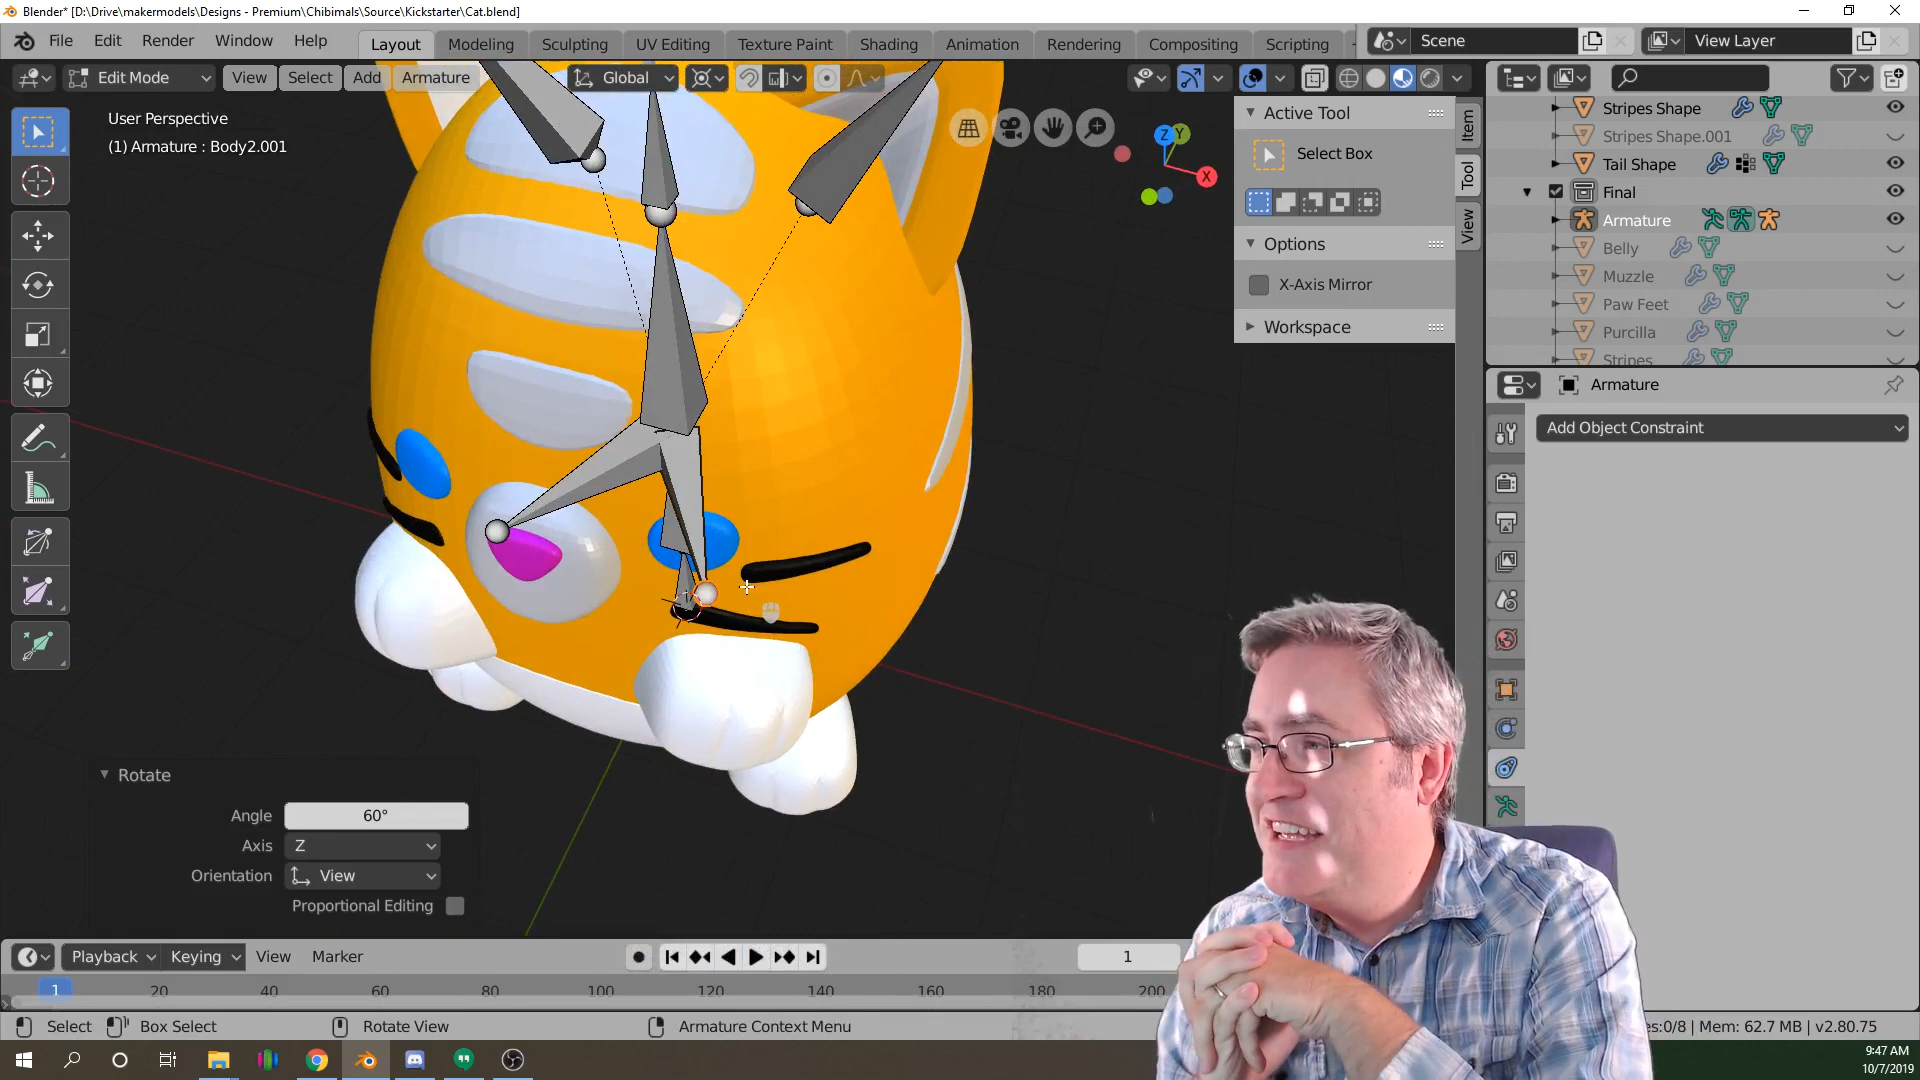 Blender* [D:\Drive\makermodels\Designs - Premium\Chibimals\Source\Kickstarter\Cat.blend]
File Edit Render Window Help
Layout Modeling Sculpting UV Editing Texture Paint Shading Animation Rendering Compositing Scripting
Scene
View Layer
Edit Mode View Select Add Armature Global
User Perspective
(1) Armature : Body2.001
Z Y
X
Active Tool
Select Box
Options
X-Axis Mirror
Workspace
Item
Tool
View
Stripes Shape
Stripes Shape.001
Tail Shape
Final
Armature
Belly
Muzzle
Paw Feet
Purcilla
Stripes
Armature
Add Object Constraint
Rotate
Angle 60°
Axis Z
Orientation View
Proportional Editing
Playback Keying View Marker
1
1 20 40 60 80 100 120 140 160 180 200
Select Box Select Rotate View Armature Context Menu
es:0/8 | Mem: 62.7 MB | v2.80.75
9:47 AM
10/7/2019